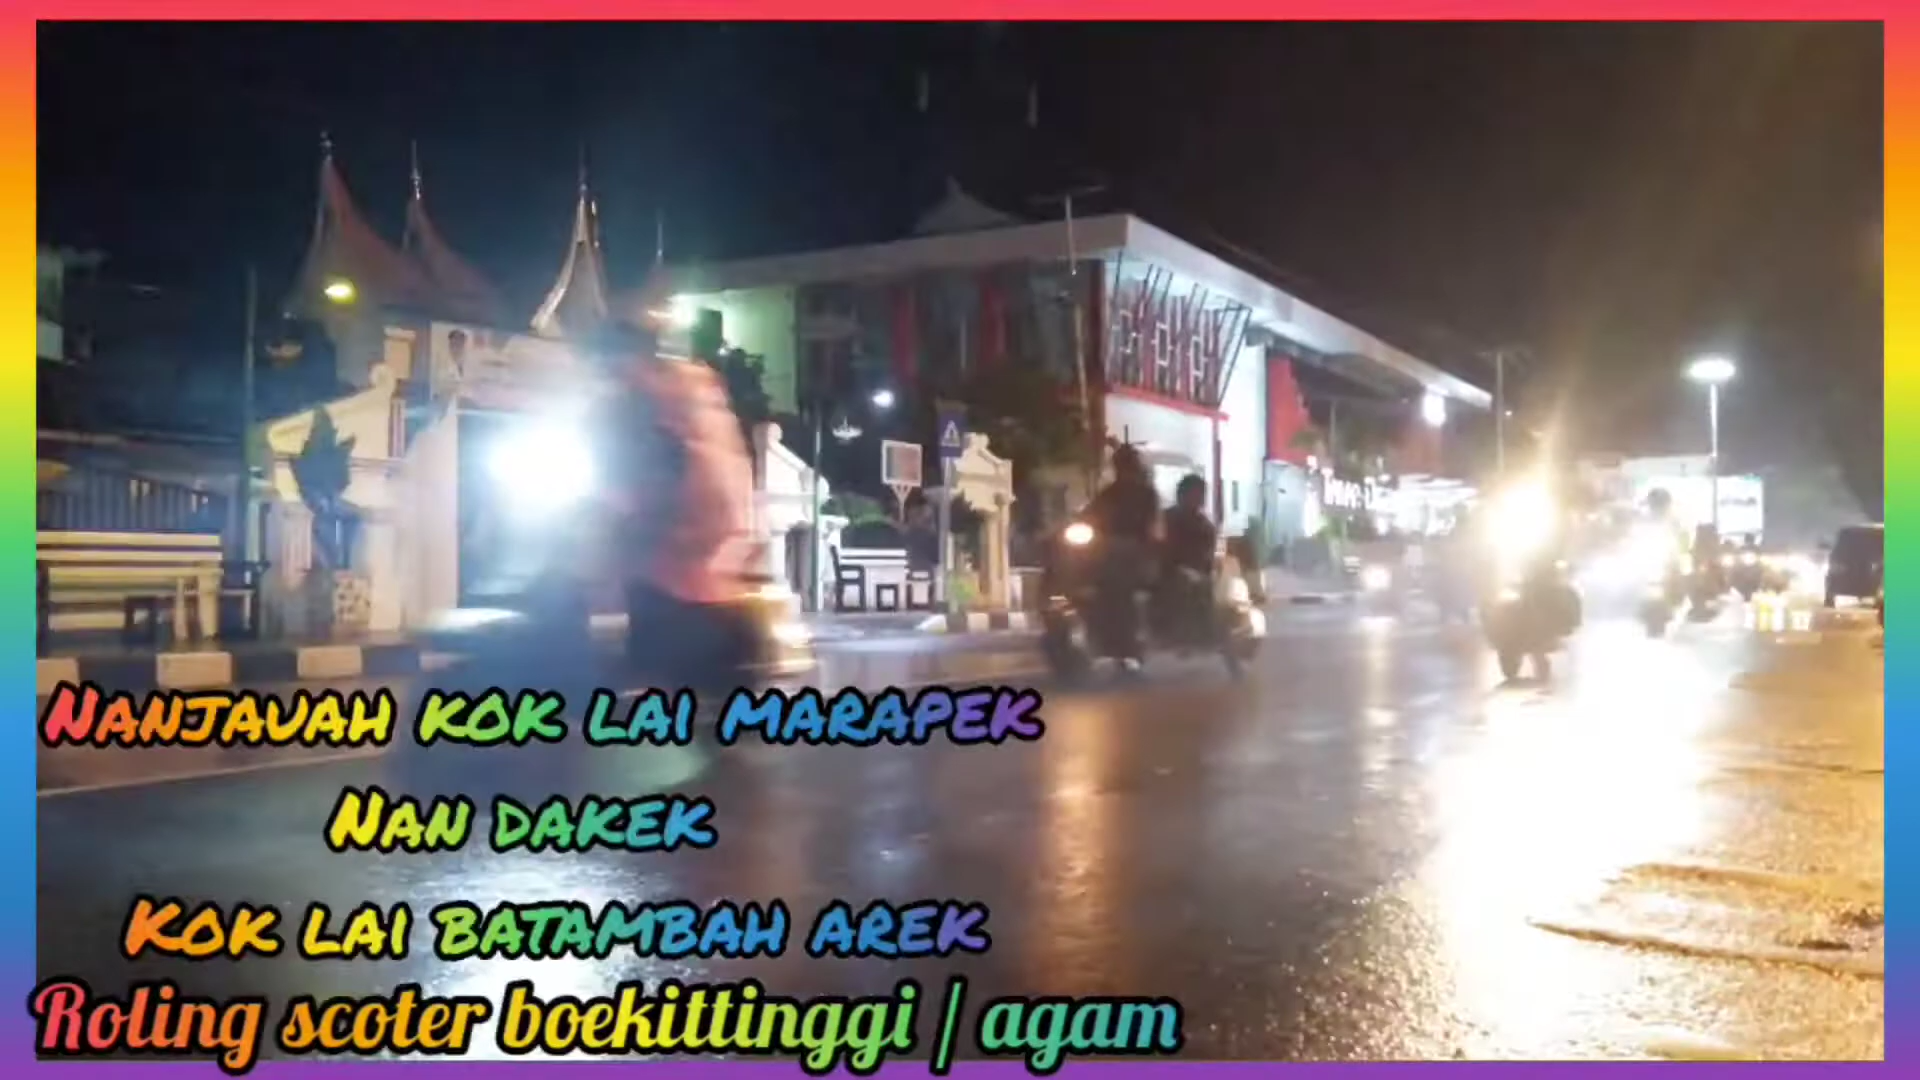 Nanjauah kok lai marapek
Nan dakek
Kok lai batambah arek
Roling scoter boekittinggi / agam